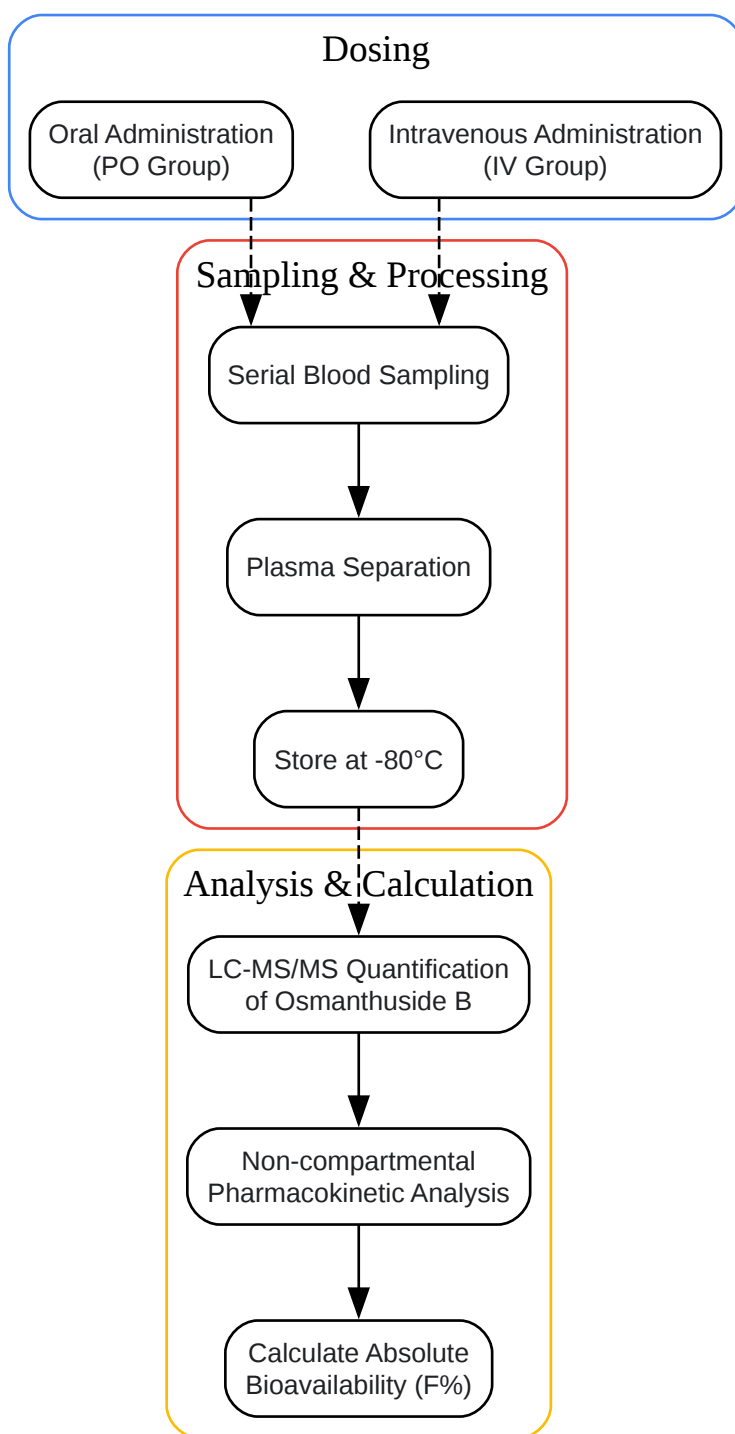 Dosing
Oral Administration
(PO Group)
Intravenous Administration
(IV Group)
Sampling & Processing
Serial Blood Sampling
Plasma Separation
Store at -80°C
Analysis & Calculation
LC-MS/MS Quantification
of Osmanthuside B
Non-compartmental
Pharmacokinetic Analysis
Calculate Absolute
Bioavailability (F%)